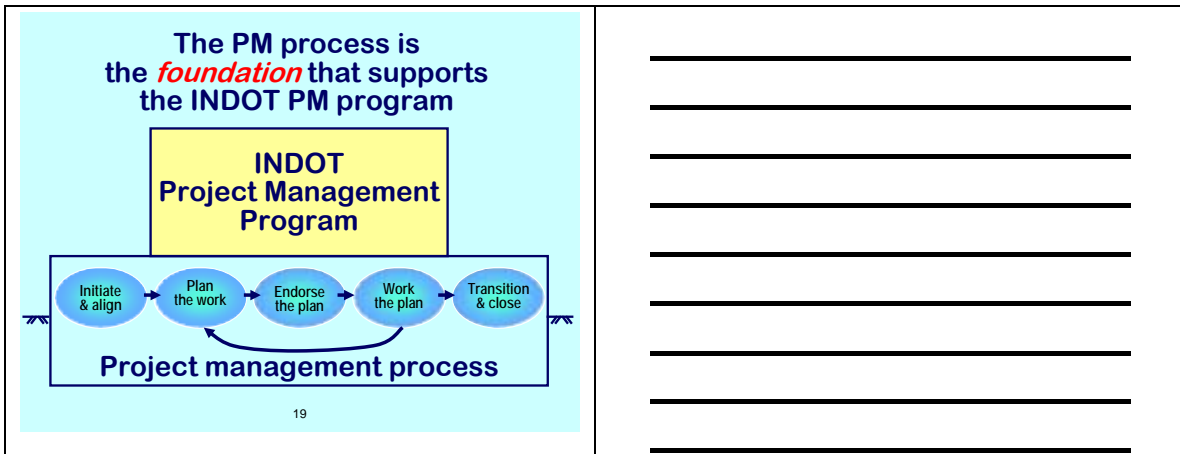 The PM process is
the foundation that supports
the INDOT PM program
INDOT
Project Management
Program
Initiate
& align
Plan
the work
Endorse
the plan
Work
the plan
Transition
& close
Project management process
19